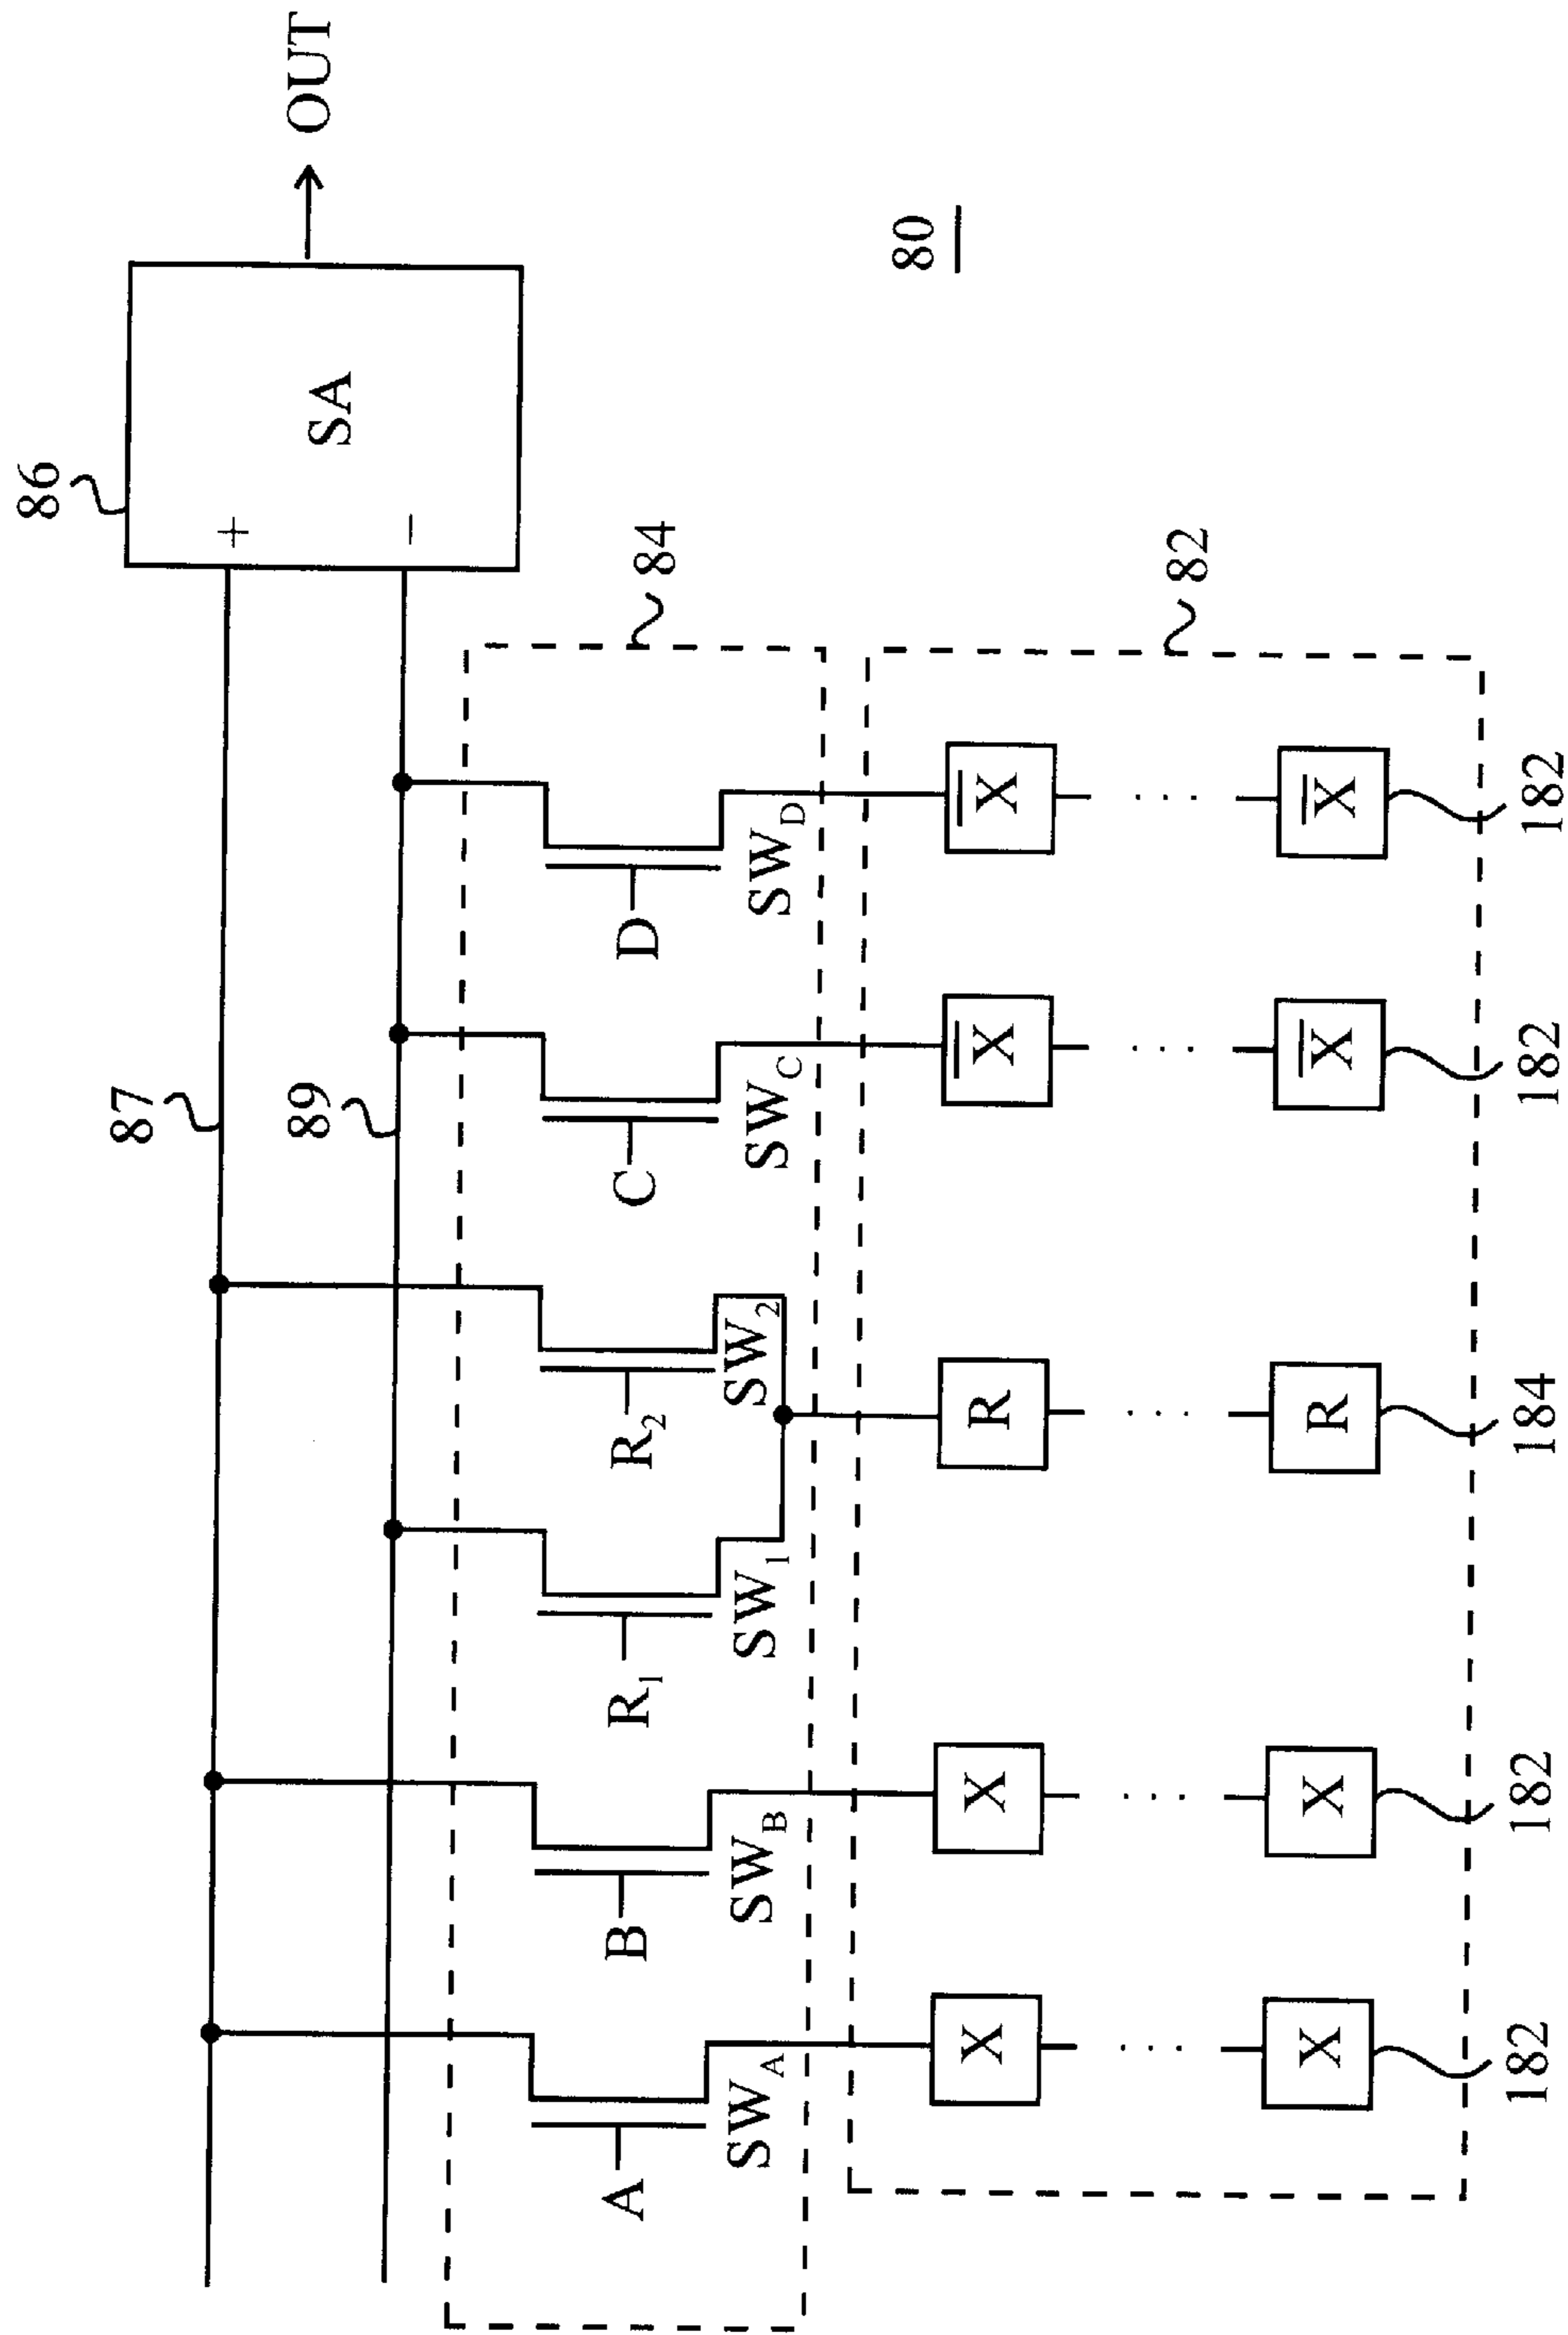 OUT
86
SA
+
−
80
87
89
84
82
A
SW_A
B
SW_B
R_1
SW_1
R_2
SW_2
C
SW_C
D
SW_D
X
X
R
X̅
X̅
. . .
. . .
. . .
. . .
. . .
X
X
R
X̅
X̅
182
182
184
182
182